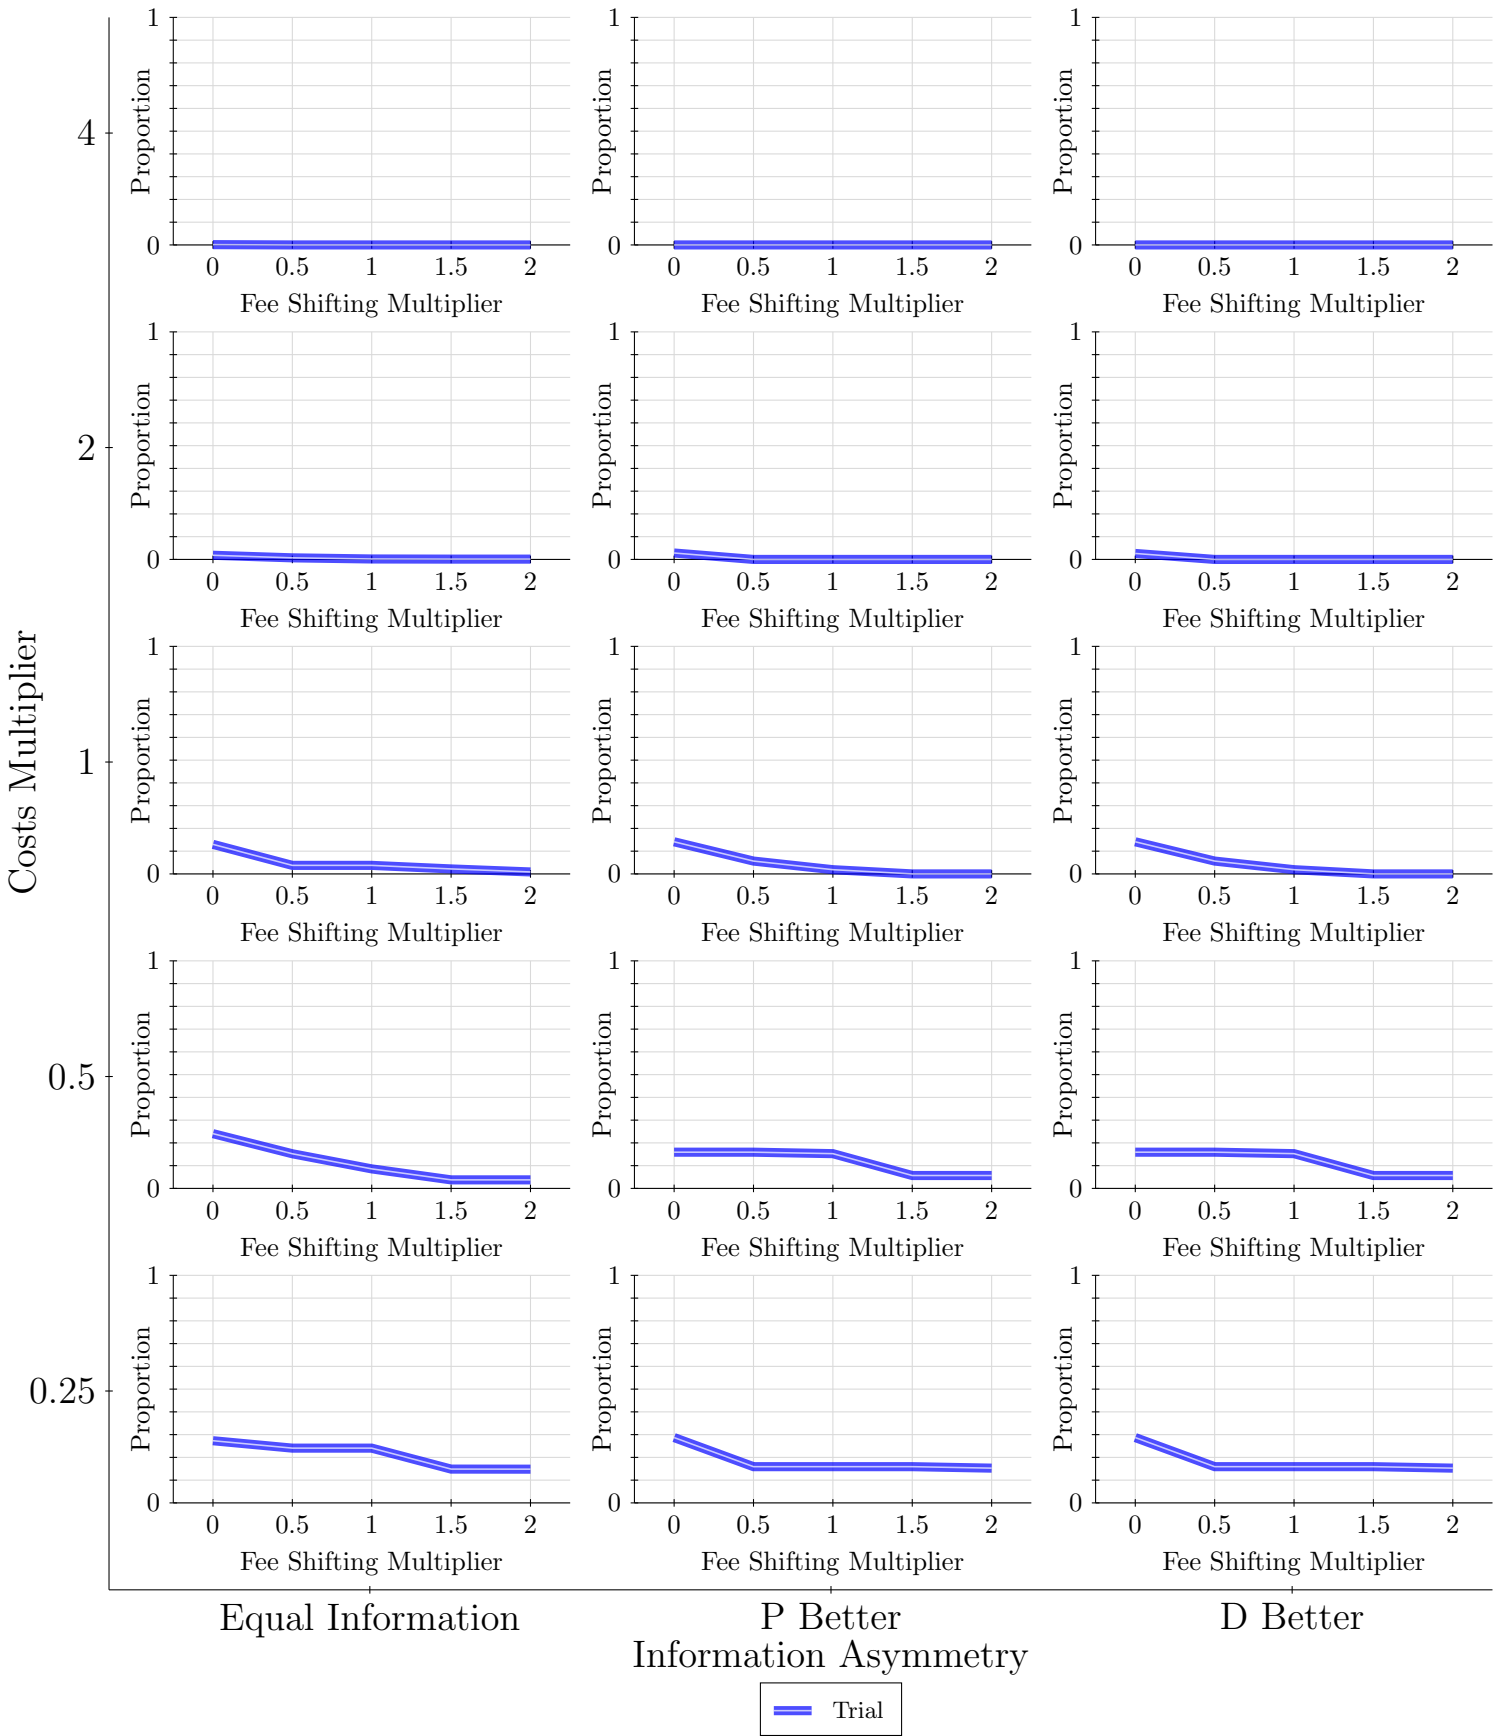 Costs Multiplier
4
1
Proportion
0
0 0.5 1 1.5 2
Fee Shifting Multiplier
1
Proportion
0
0 0.5 1 1.5 2
Fee Shifting Multiplier
1
Proportion
0
0 0.5 1 1.5 2
Fee Shifting Multiplier
2
1
Proportion
0
0 0.5 1 1.5 2
Fee Shifting Multiplier
1
Proportion
0
0 0.5 1 1.5 2
Fee Shifting Multiplier
1
Proportion
0
0 0.5 1 1.5 2
Fee Shifting Multiplier
1
1
Proportion
0
0 0.5 1 1.5 2
Fee Shifting Multiplier
1
Proportion
0
0 0.5 1 1.5 2
Fee Shifting Multiplier
1
Proportion
0
0 0.5 1 1.5 2
Fee Shifting Multiplier
0.5
1
Proportion
0
0 0.5 1 1.5 2
Fee Shifting Multiplier
1
Proportion
0
0 0.5 1 1.5 2
Fee Shifting Multiplier
1
Proportion
0
0 0.5 1 1.5 2
Fee Shifting Multiplier
0.25
1
Proportion
0
0 0.5 1 1.5 2
Fee Shifting Multiplier
1
Proportion
0
0 0.5 1 1.5 2
Fee Shifting Multiplier
1
Proportion
0
0 0.5 1 1.5 2
Fee Shifting Multiplier
Equal Information
P Better
D Better
Information Asymmetry
Trial